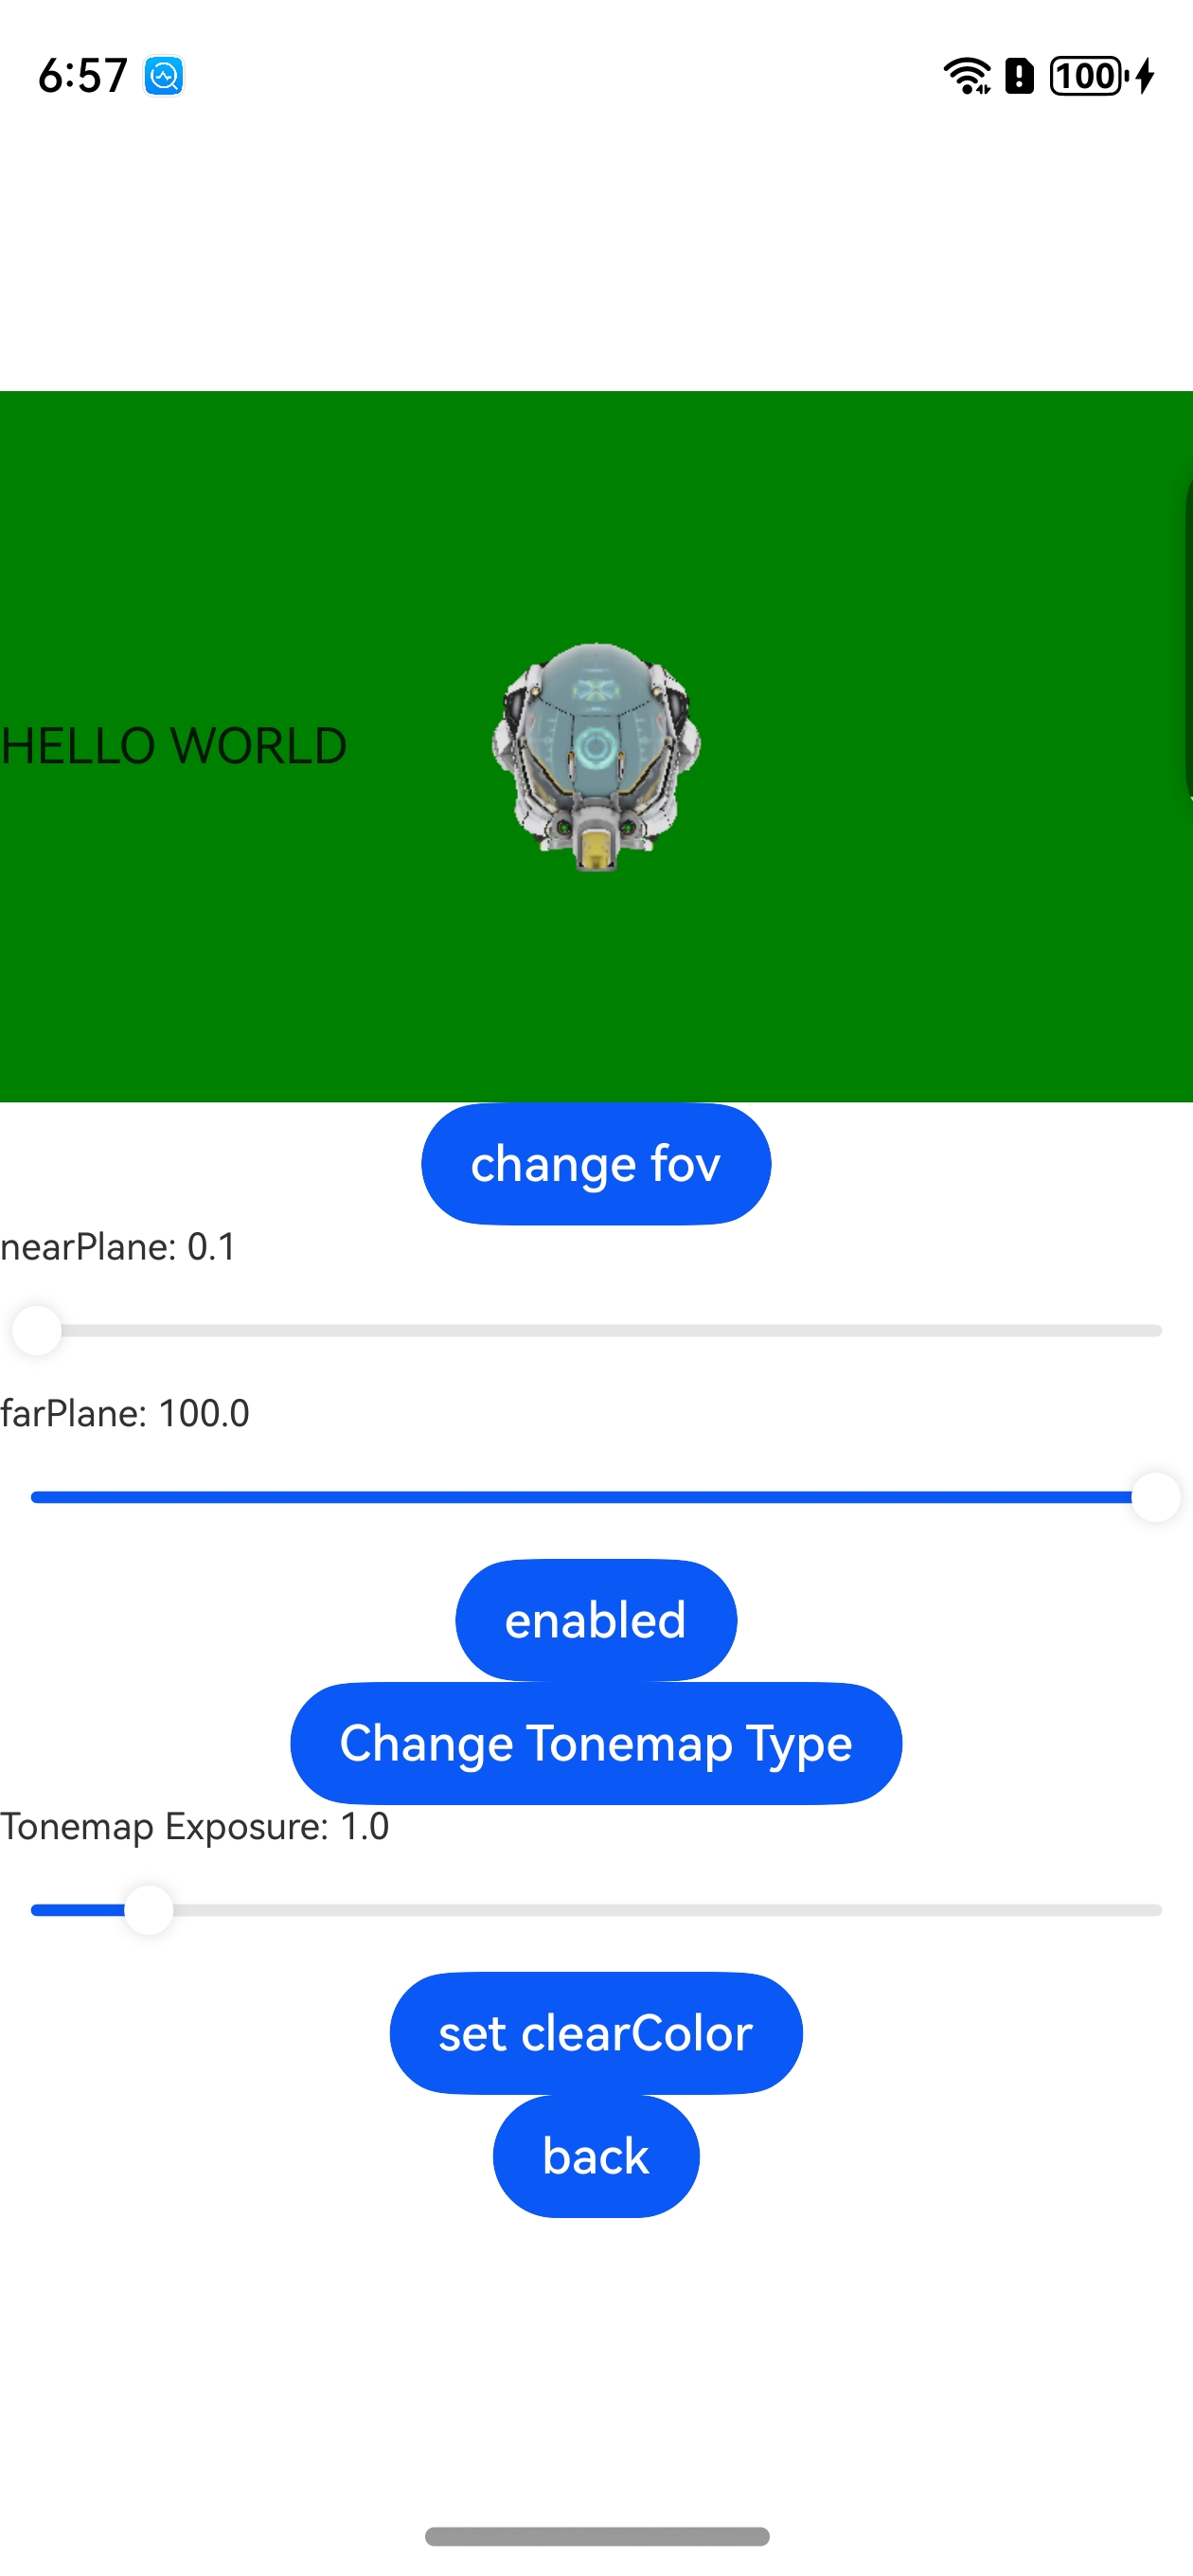 6:57
100
HELLO WORLD
change fov
nearPlane: 0.1
farPlane: 100.0
enabled
Change Tonemap Type
Tonemap Exposure: 1.0
set clearColor
back